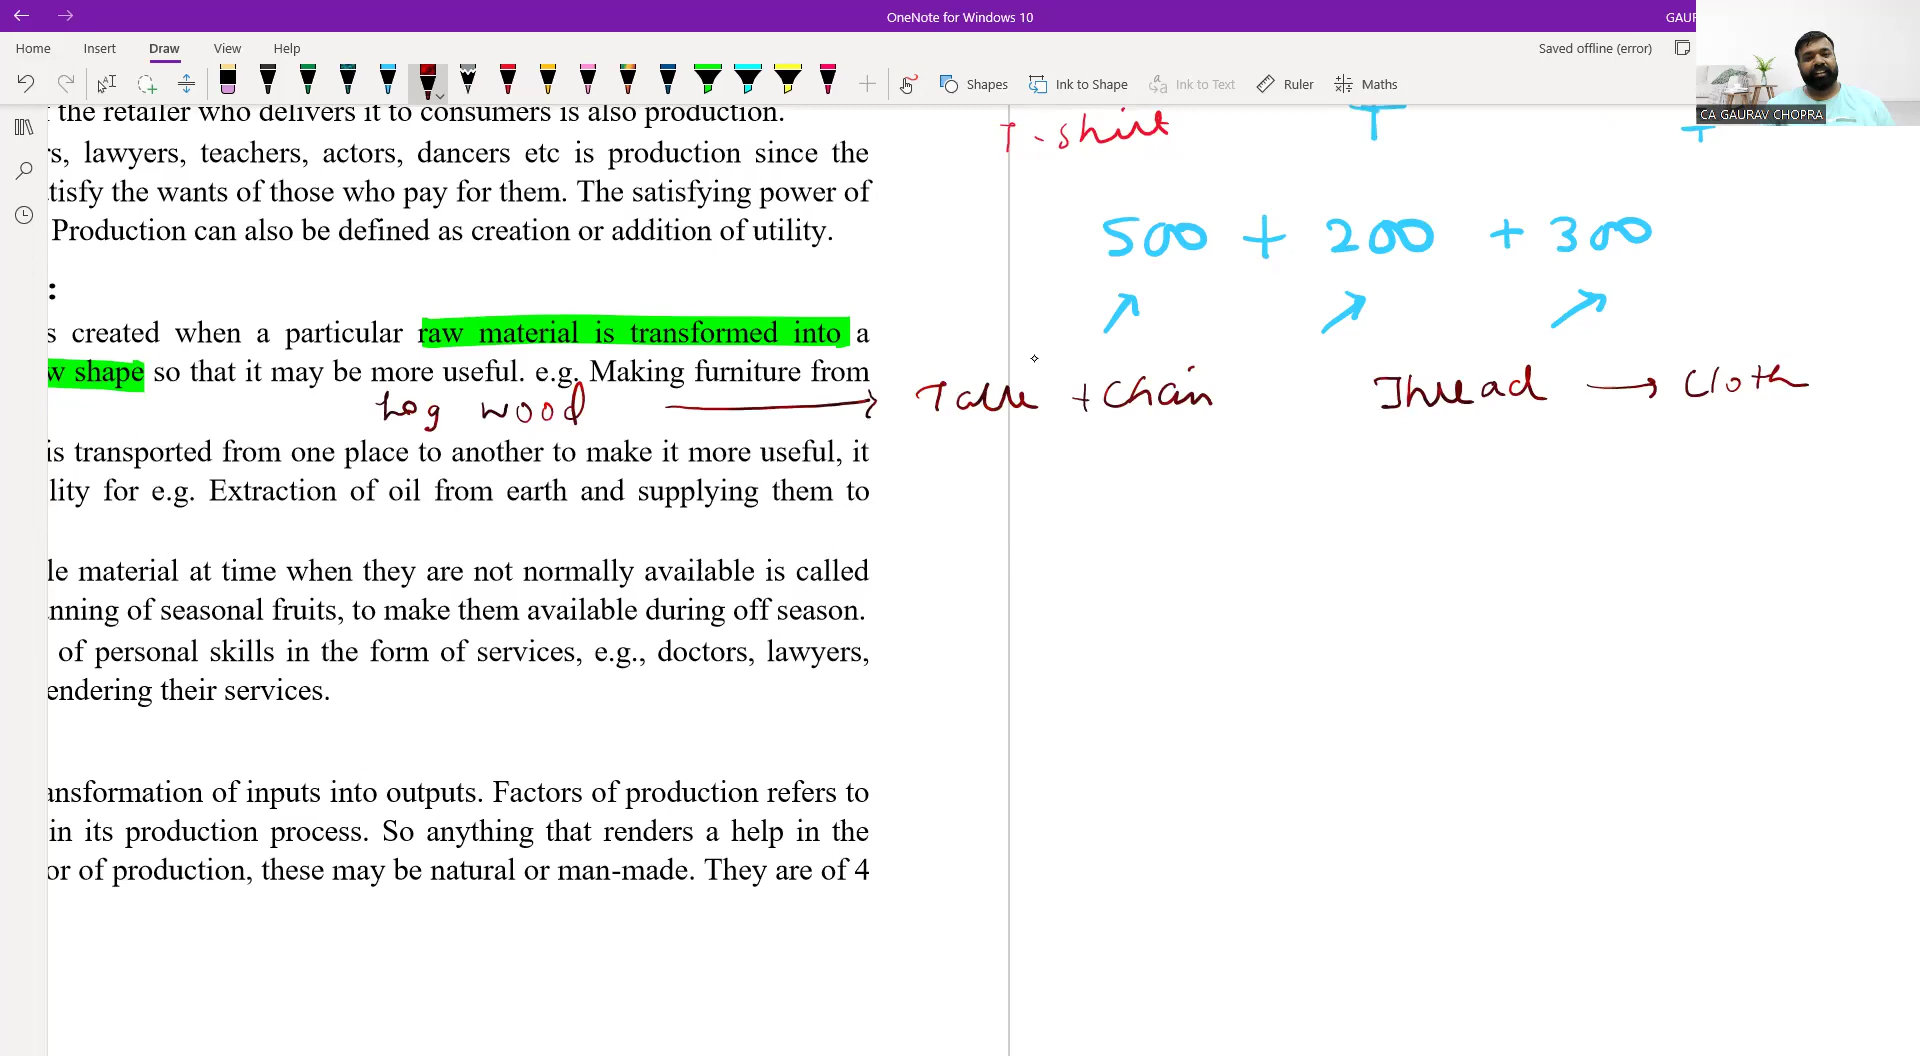 OneNote for Windows 10
GAUR
Home Insert Draw View Help
Saved offline (error)
Shapes Ink to Shape Ink to Text Ruler Maths
CA GAURAV CHOPRA
the retailer who delivers it to consumers is also production.
rs, lawyers, teachers, actors, dancers etc is production since the
tisfy the wants of those who pay for them. The satisfying power of
Production can also be defined as creation or addition of utility.
:
s created when a particular raw material is transformed into a
w shape so that it may be more useful. e.g. Making furniture from
Log wood → Table + Chair
is transported from one place to another to make it more useful, it
lity for e.g. Extraction of oil from earth and supplying them to
le material at time when they are not normally available is called
nning of seasonal fruits, to make them available during off season.
of personal skills in the form of services, e.g., doctors, lawyers,
endering their services.
ansformation of inputs into outputs. Factors of production refers to
in its production process. So anything that renders a help in the
or of production, these may be natural or man-made. They are of 4
T-shirt
500 + 200 + 300
Thread → Cloth